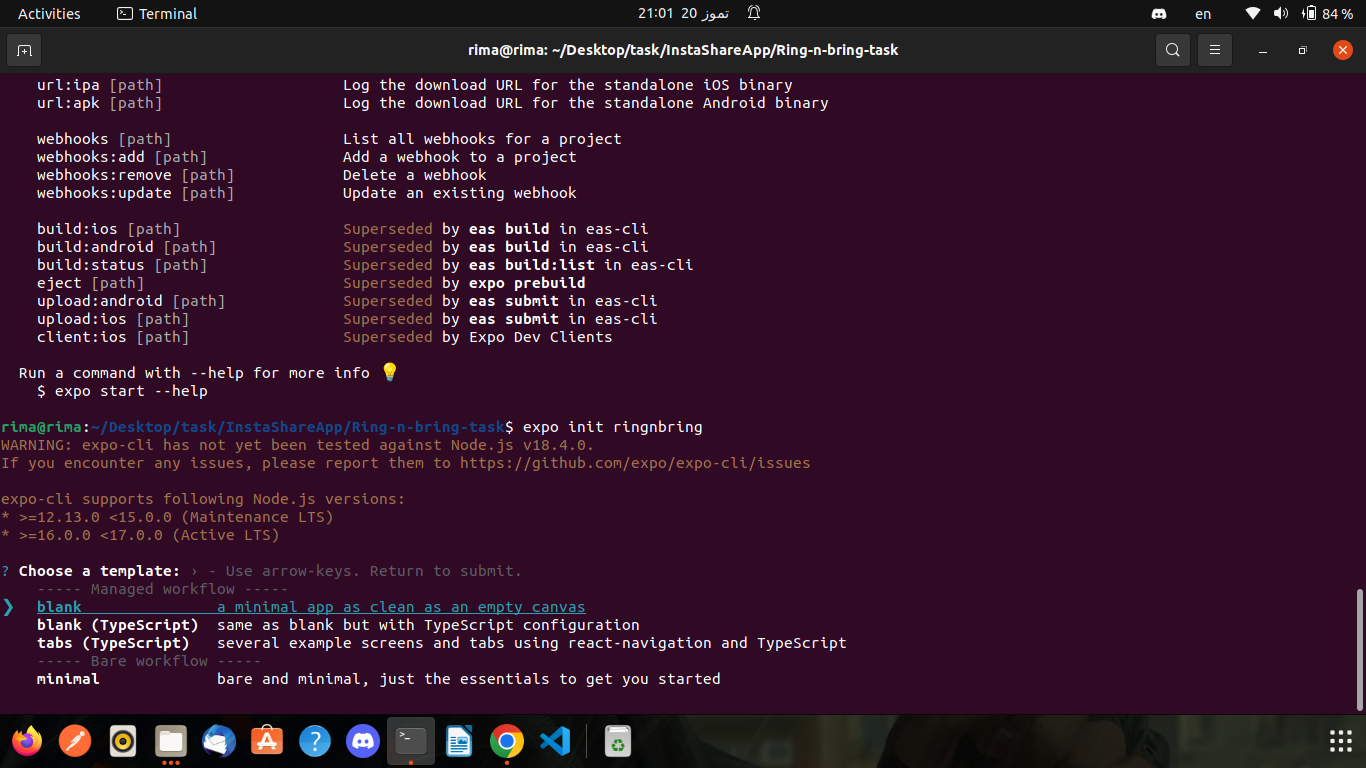 Activities Terminal 21:01 20 تموز en 84 %
rima@rima: ~/Desktop/task/InstaShareApp/Ring-n-bring-task
url:ipa [path] Log the download URL for the standalone iOS binary
url:apk [path] Log the download URL for the standalone Android binary
webhooks [path] List all webhooks for a project
webhooks:add [path] Add a webhook to a project
webhooks:remove [path] Delete a webhook
webhooks:update [path] Update an existing webhook
build:ios [path] Superseded by eas build in eas-cli
build:android [path] Superseded by eas build in eas-cli
build:status [path] Superseded by eas build:list in eas-cli
eject [path] Superseded by expo prebuild
upload:android [path] Superseded by eas submit in eas-cli
upload:ios [path] Superseded by eas submit in eas-cli
client:ios [path] Superseded by Expo Dev Clients
Run a command with --help for more info 💡
$ expo start --help
rima@rima:~/Desktop/task/InstaShareApp/Ring-n-bring-task$ expo init ringnbring
WARNING: expo-cli has not yet been tested against Node.js v18.4.0.
If you encounter any issues, please report them to https://github.com/expo/expo-cli/issues
expo-cli supports following Node.js versions:
* >=12.13.0 <15.0.0 (Maintenance LTS)
* >=16.0.0 <17.0.0 (Active LTS)
? Choose a template: › - Use arrow-keys. Return to submit.
----- Managed workflow -----
❯ blank a minimal app as clean as an empty canvas
blank (TypeScript) same as blank but with TypeScript configuration
tabs (TypeScript) several example screens and tabs using react-navigation and TypeScript
----- Bare workflow -----
minimal bare and minimal, just the essentials to get you started